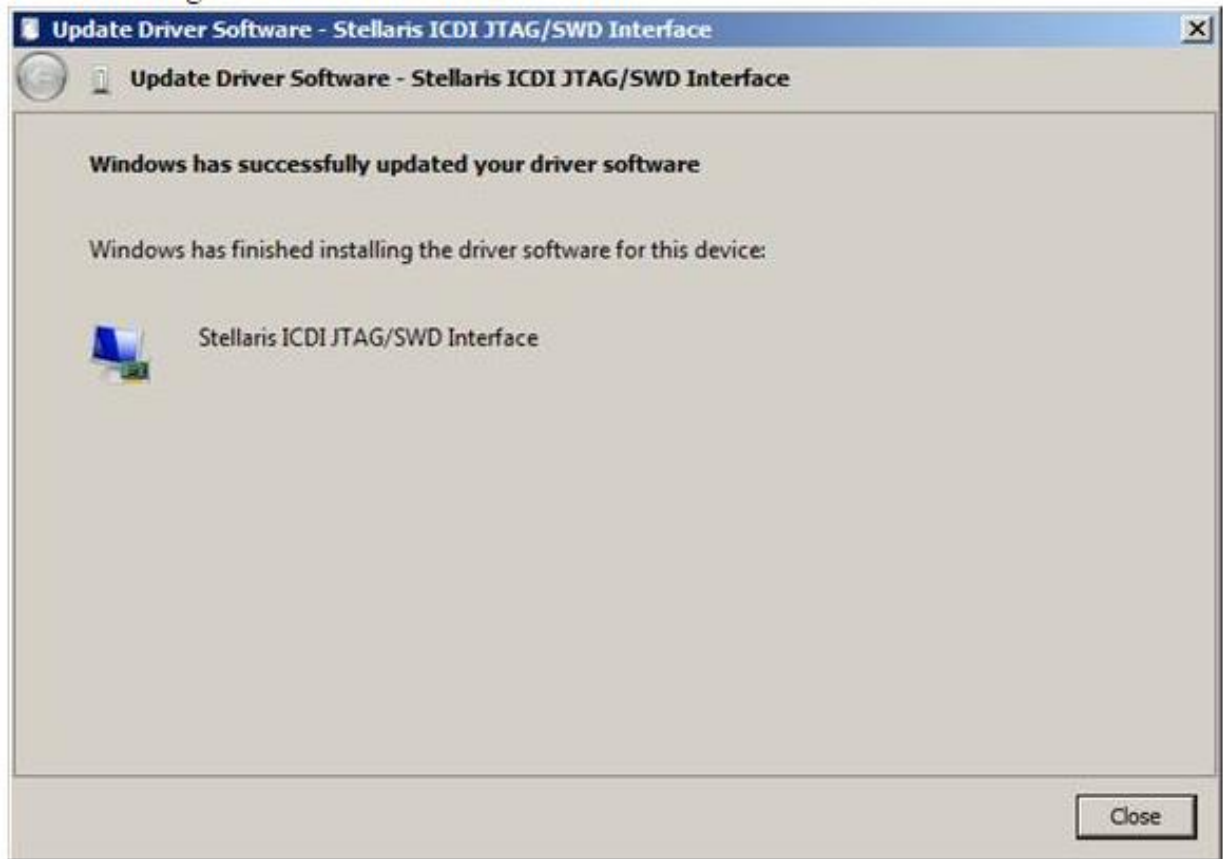 Update Driver Software - Stellaris ICDI JTAG/SWD Interface
Update Driver Software - Stellaris ICDI JTAG/SWD Interface
Windows has successfully updated your driver software
Windows has finished installing the driver software for this device:
Stellaris ICDI JTAG/SWD Interface
Close